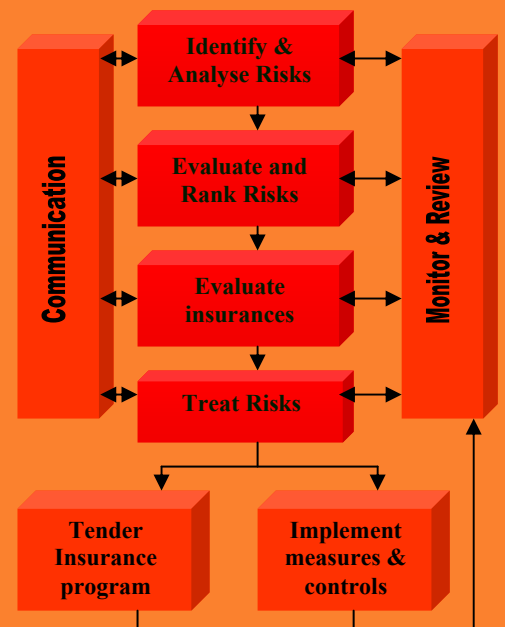 Identify &
Analyse Risks
Communication
Evaluate and
Rank Risks
Monitor & Review
Evaluate
insurances
Treat Risks
Tender
Insurance
program
Implement
measures &
controls